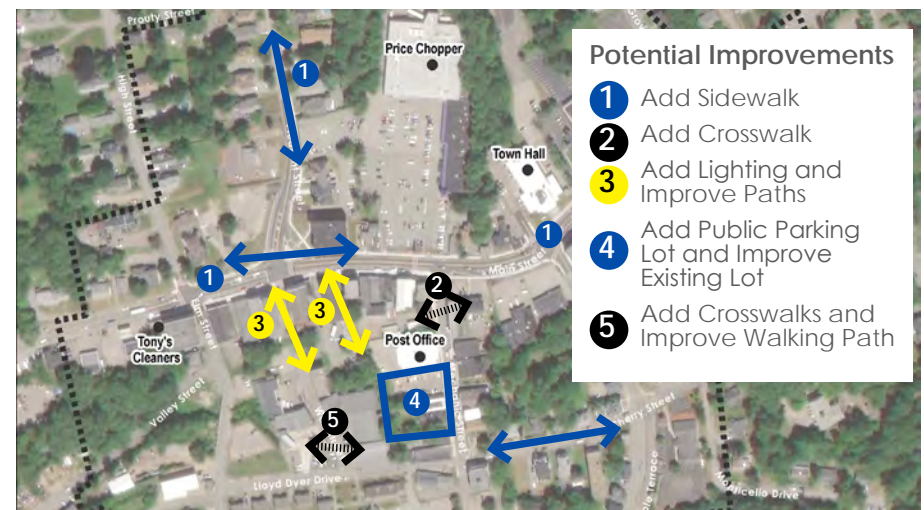 Prouty Street
High Street
1
Price Chopper
Town Hall
Street
1
1
Main Street
2
Elm Street
3
3
Tony's
Cleaners
Post Office
Valley Street
4
Street
5
Lloyd Dyer Drive
Cherry Street
Terrace
Monticello Drive
Potential Improvements
1 Add Sidewalk
2 Add Crosswalk
3 Add Lighting and
Improve Paths
4 Add Public Parking
Lot and Improve
Existing Lot
5 Add Crosswalks and
Improve Walking Path